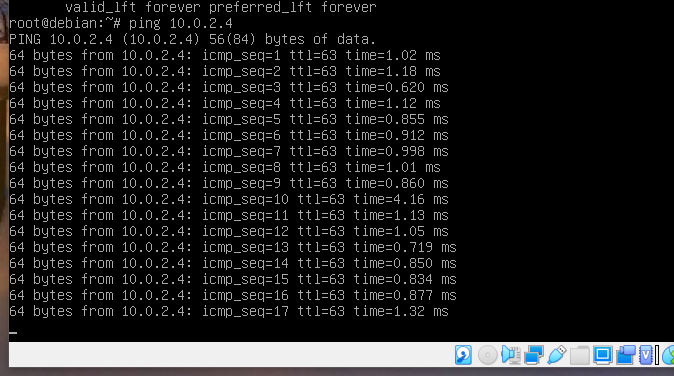 valid_lft forever preferred_lft forever
root@debian:~# ping 10.0.2.4
PING 10.0.2.4 (10.0.2.4) 56(84) bytes of data.
64 bytes from 10.0.2.4: icmp_seq=1 ttl=63 time=1.02 ms
64 bytes from 10.0.2.4: icmp_seq=2 ttl=63 time=1.18 ms
64 bytes from 10.0.2.4: icmp_seq=3 ttl=63 time=0.620 ms
64 bytes from 10.0.2.4: icmp_seq=4 ttl=63 time=1.12 ms
64 bytes from 10.0.2.4: icmp_seq=5 ttl=63 time=0.855 ms
64 bytes from 10.0.2.4: icmp_seq=6 ttl=63 time=0.912 ms
64 bytes from 10.0.2.4: icmp_seq=7 ttl=63 time=0.998 ms
64 bytes from 10.0.2.4: icmp_seq=8 ttl=63 time=1.01 ms
64 bytes from 10.0.2.4: icmp_seq=9 ttl=63 time=0.860 ms
64 bytes from 10.0.2.4: icmp_seq=10 ttl=63 time=4.16 ms
64 bytes from 10.0.2.4: icmp_seq=11 ttl=63 time=1.13 ms
64 bytes from 10.0.2.4: icmp_seq=12 ttl=63 time=1.05 ms
64 bytes from 10.0.2.4: icmp_seq=13 ttl=63 time=0.719 ms
64 bytes from 10.0.2.4: icmp_seq=14 ttl=63 time=0.850 ms
64 bytes from 10.0.2.4: icmp_seq=15 ttl=63 time=0.834 ms
64 bytes from 10.0.2.4: icmp_seq=16 ttl=63 time=0.877 ms
64 bytes from 10.0.2.4: icmp_seq=17 ttl=63 time=1.32 ms